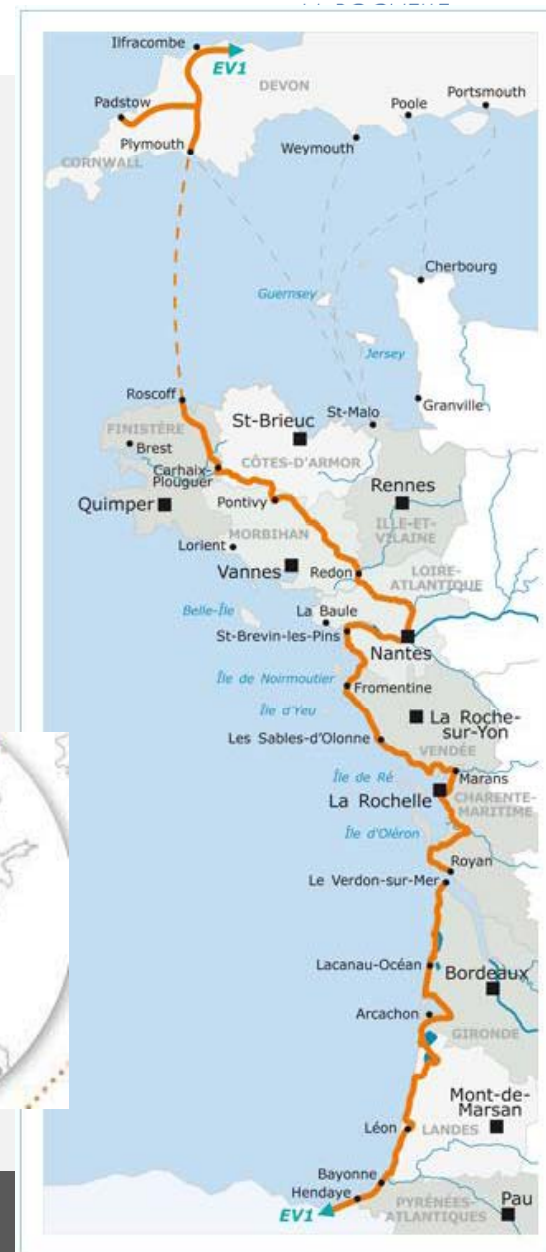 Ilfracombe
EV1
DEVON
Padstow
Poole
Portsmouth
Plymouth
Weymouth
CORNWALL
Cherbourg
Guernsey
Jersey
Roscoff
St-Brieuc
St-Malo
Granville
FINISTÈRE
Brest
Carhaix-
Plouguer
CÔTES-D'ARMOR
Rennes
Quimper
Pontivy
ILLE-ET-
VILAINE
MORBIHAN
Lorient
Vannes
Redon
LOIRE-
ATLANTIQUE
Belle-Île
La Baule
St-Brevin-les-Pins
Nantes
Île de Noirmoutier
Fromentine
Île d'Yeu
La Roche-
sur-Yon
Les Sables-d'Olonne
VENDÉE
Île de Ré
Marans
La Rochelle
CHARENTE-
MARITIME
Île d'Oléron
Royan
Le Verdon-sur-Mer
Lacanau-Océan
Bordeaux
Arcachon
GIRONDE
Mont-de-
Marsan
Léon
LANDES
Bayonne
Hendaye
PYRÉNÉES-
ATLANTIQUES
Pau
EV1